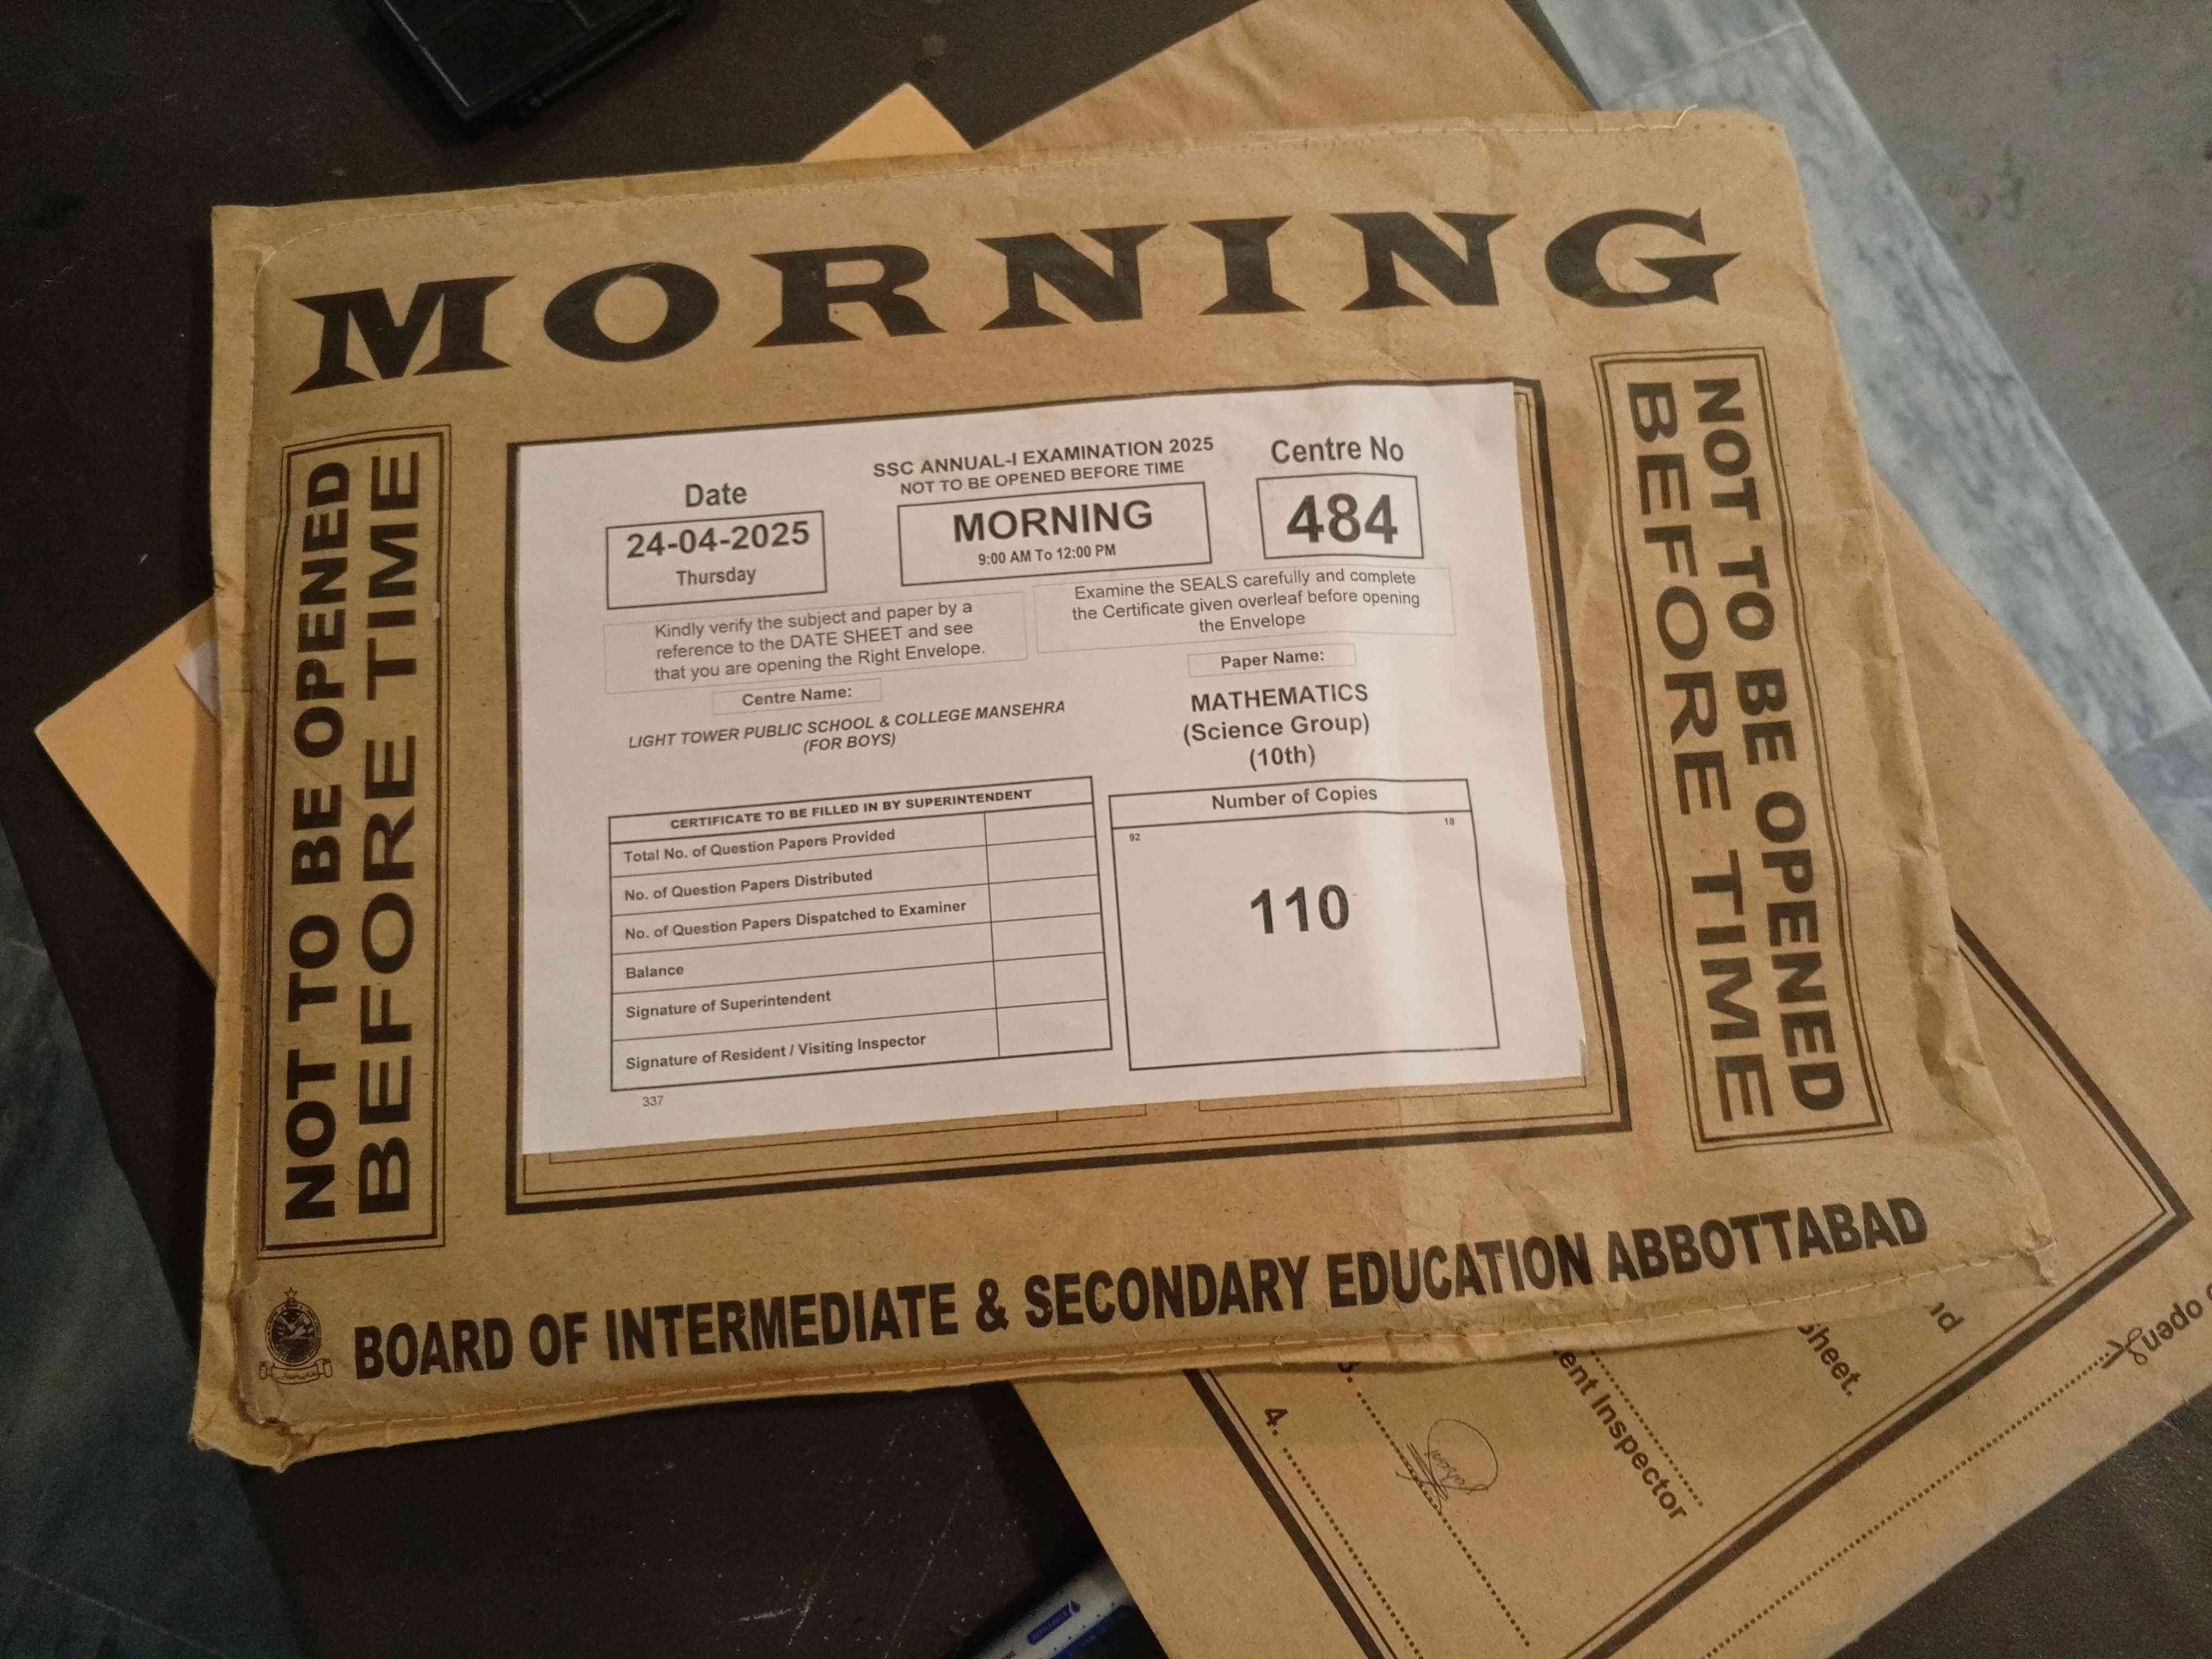 MORNING
NOT TO BE OPENED
BEFORE TIME
SSC ANNUAL-I EXAMINATION 2025
NOT TO BE OPENED BEFORE TIME
Date
24-04-2025
Thursday
MORNING
9:00 AM To 12:00 PM
Centre No
484
Kindly verify the subject and paper by a
reference to the DATE SHEET and see
that you are opening the Right Envelope.
Examine the SEALS carefully and complete
the Certificate given overleaf before opening
the Envelope
Centre Name:
LIGHT TOWER PUBLIC SCHOOL & COLLEGE MANSEHRA
(FOR BOYS)
Paper Name:
MATHEMATICS
(Science Group)
(10th)
CERTIFICATE TO BE FILLED IN BY SUPERINTENDENT
Total No. of Question Papers Provided
No. of Question Papers Distributed
No. of Question Papers Dispatched to Examiner
Balance
Signature of Superintendent
Signature of Resident / Visiting Inspector
337
Number of Copies
92
18
110
NOT TO BE OPENED
BEFORE TIME
BOARD OF INTERMEDIATE & SECONDARY EDUCATION ABBOTTABAD
4.
ent Inspector
Sheet.
nd
open